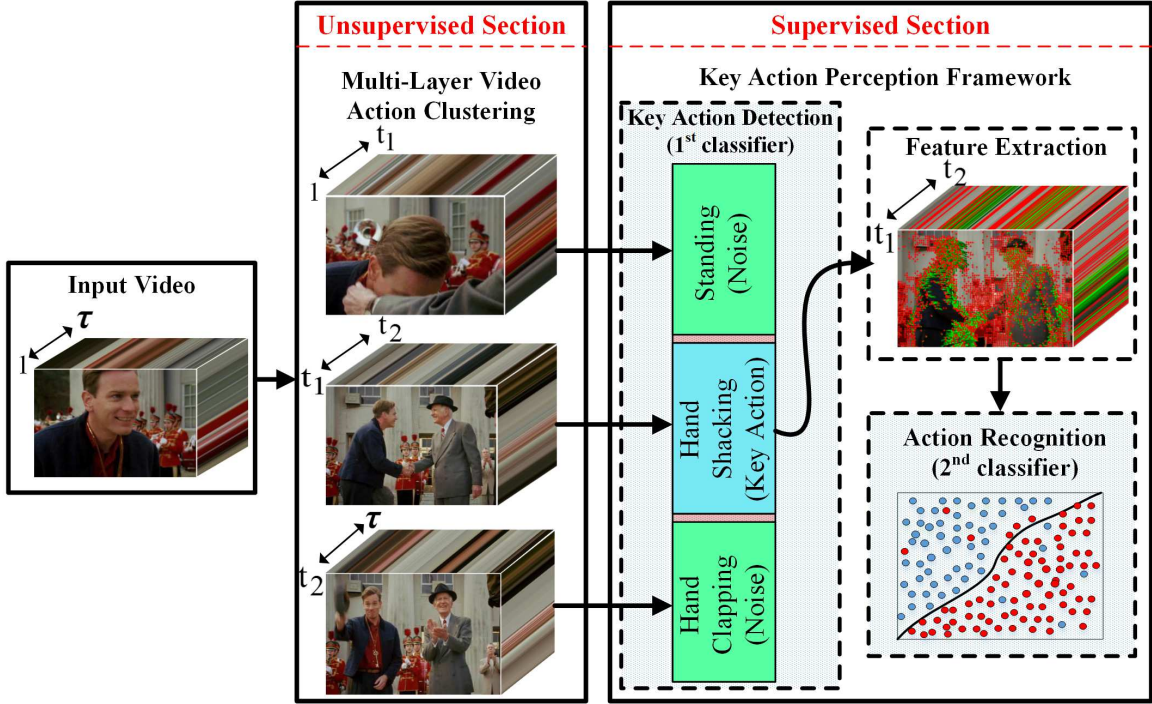 Unsupervised Section
Supervised Section
Input Video
1
τ
Multi-Layer Video
Action Clustering
1
t1
t1
t2
t2
τ
Key Action Perception Framework
Key Action Detection
(1st classifier)
Standing
(Noise)
Hand
Shacking
(Key Action)
Hand
Clapping
(Noise)
Feature Extraction
t1
t2
Action Recognition
(2nd classifier)